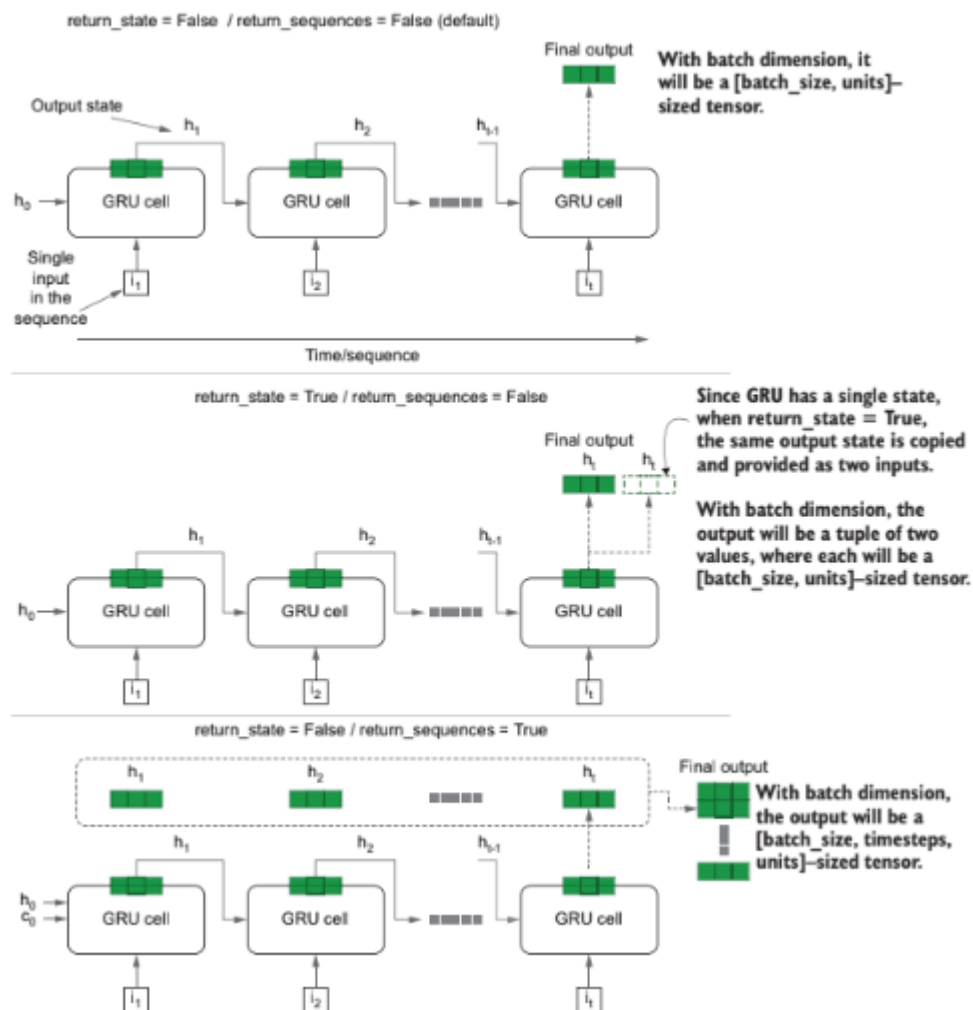 return_state = False / return_sequences = False (default)
Final output
With batch dimension, it
will be a [batch_size, units]–
sized tensor.
Output state
h1
h2
ht-1
h0
GRU cell
GRU cell
GRU cell
Single
input
in the
sequence
i1
i2
it
Time/sequence
return_state = True / return_sequences = False
Since GRU has a single state,
when return_state = True,
the same output state is copied
and provided as two inputs.
Final output
ht
ht
With batch dimension, the
output will be a tuple of two
values, where each will be a
[batch_size, units]–sized tensor.
h1
h2
ht-1
h0
GRU cell
GRU cell
GRU cell
i1
i2
it
return_state = False / return_sequences = True
h1
h2
ht
Final output
With batch dimension,
the output will be a
[batch_size, timesteps,
units]–sized tensor.
h1
h2
ht-1
h0
c0
GRU cell
GRU cell
GRU cell
i1
i2
it